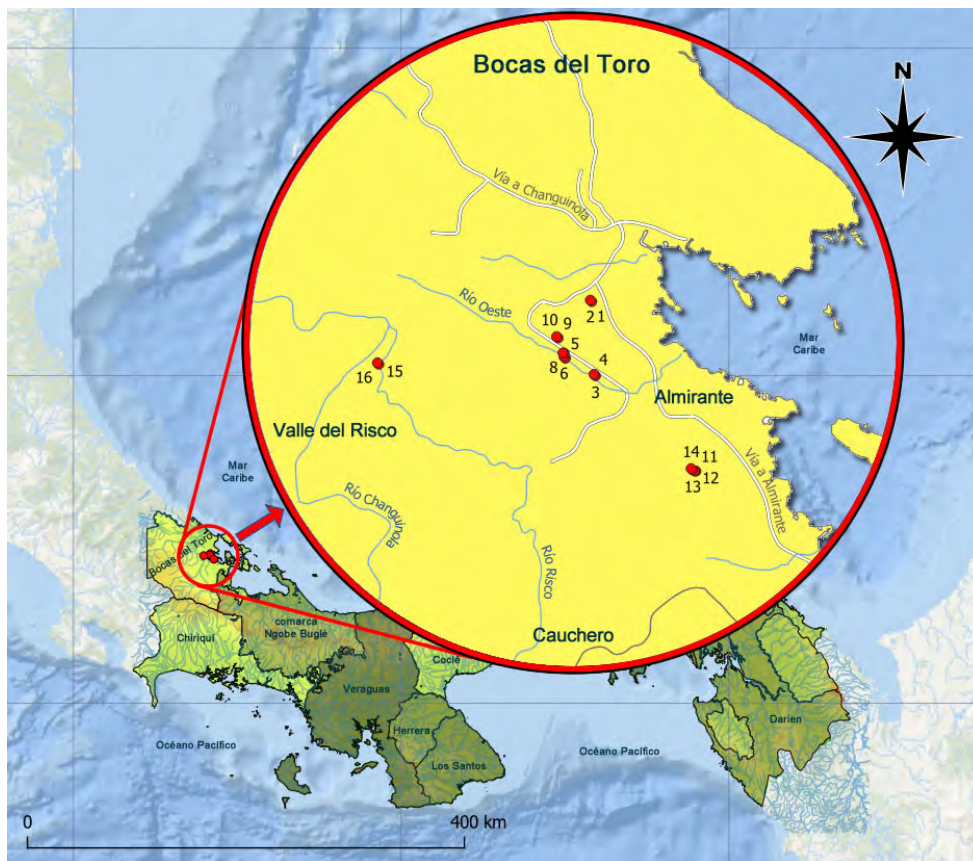 Bocas del Toro
N
Vía a Changuinola
Río Oeste
10 9
2 1
5
8
6
4
3
Mar
Caribe
16 15
Almirante
Valle del Risco
14 11
13 12
Vía a Almirante
Río Changuinola
Río Risco
Cauchero
Mar
Caribe
Bocas del Toro
Chiriquí
comarca
Ngobe Buglé
Coclé
Veraguas
Herrera
Los Santos
Darien
Océano Pacífico
Océano Pacífico
0 400 km